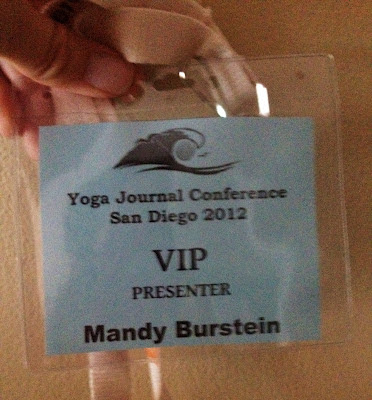 Yoga Journal Conference
San Diego 2012
VIP
PRESENTER
Mandy Burstein